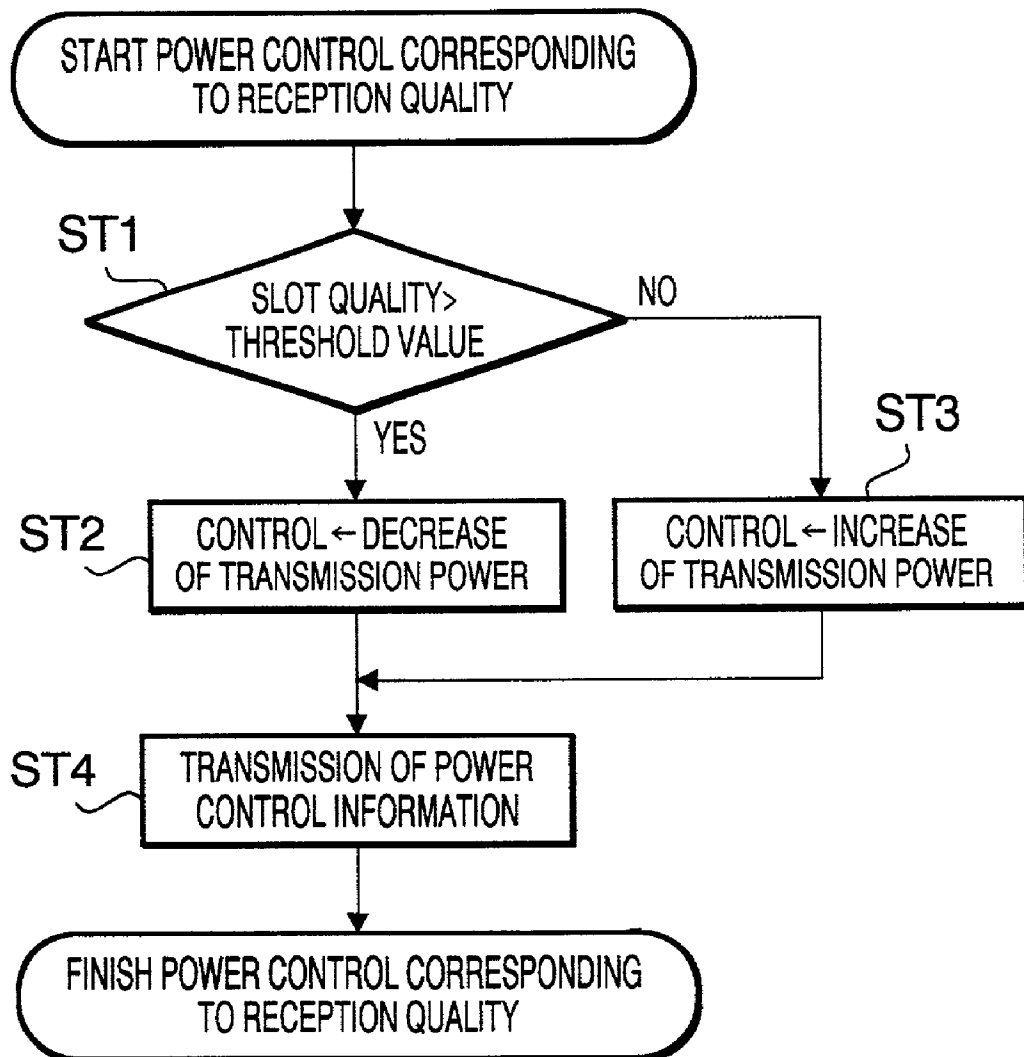 START POWER CONTROL CORRESPONDING
TO RECEPTION QUALITY
ST1
SLOT QUALITY>
THRESHOLD VALUE
NO
YES
ST3
ST2
CONTROL ← DECREASE
OF TRANSMISSION POWER
CONTROL ← INCREASE
OF TRANSMISSION POWER
ST4
TRANSMISSION OF POWER
CONTROL INFORMATION
FINISH POWER CONTROL CORRESPONDING
TO RECEPTION QUALITY